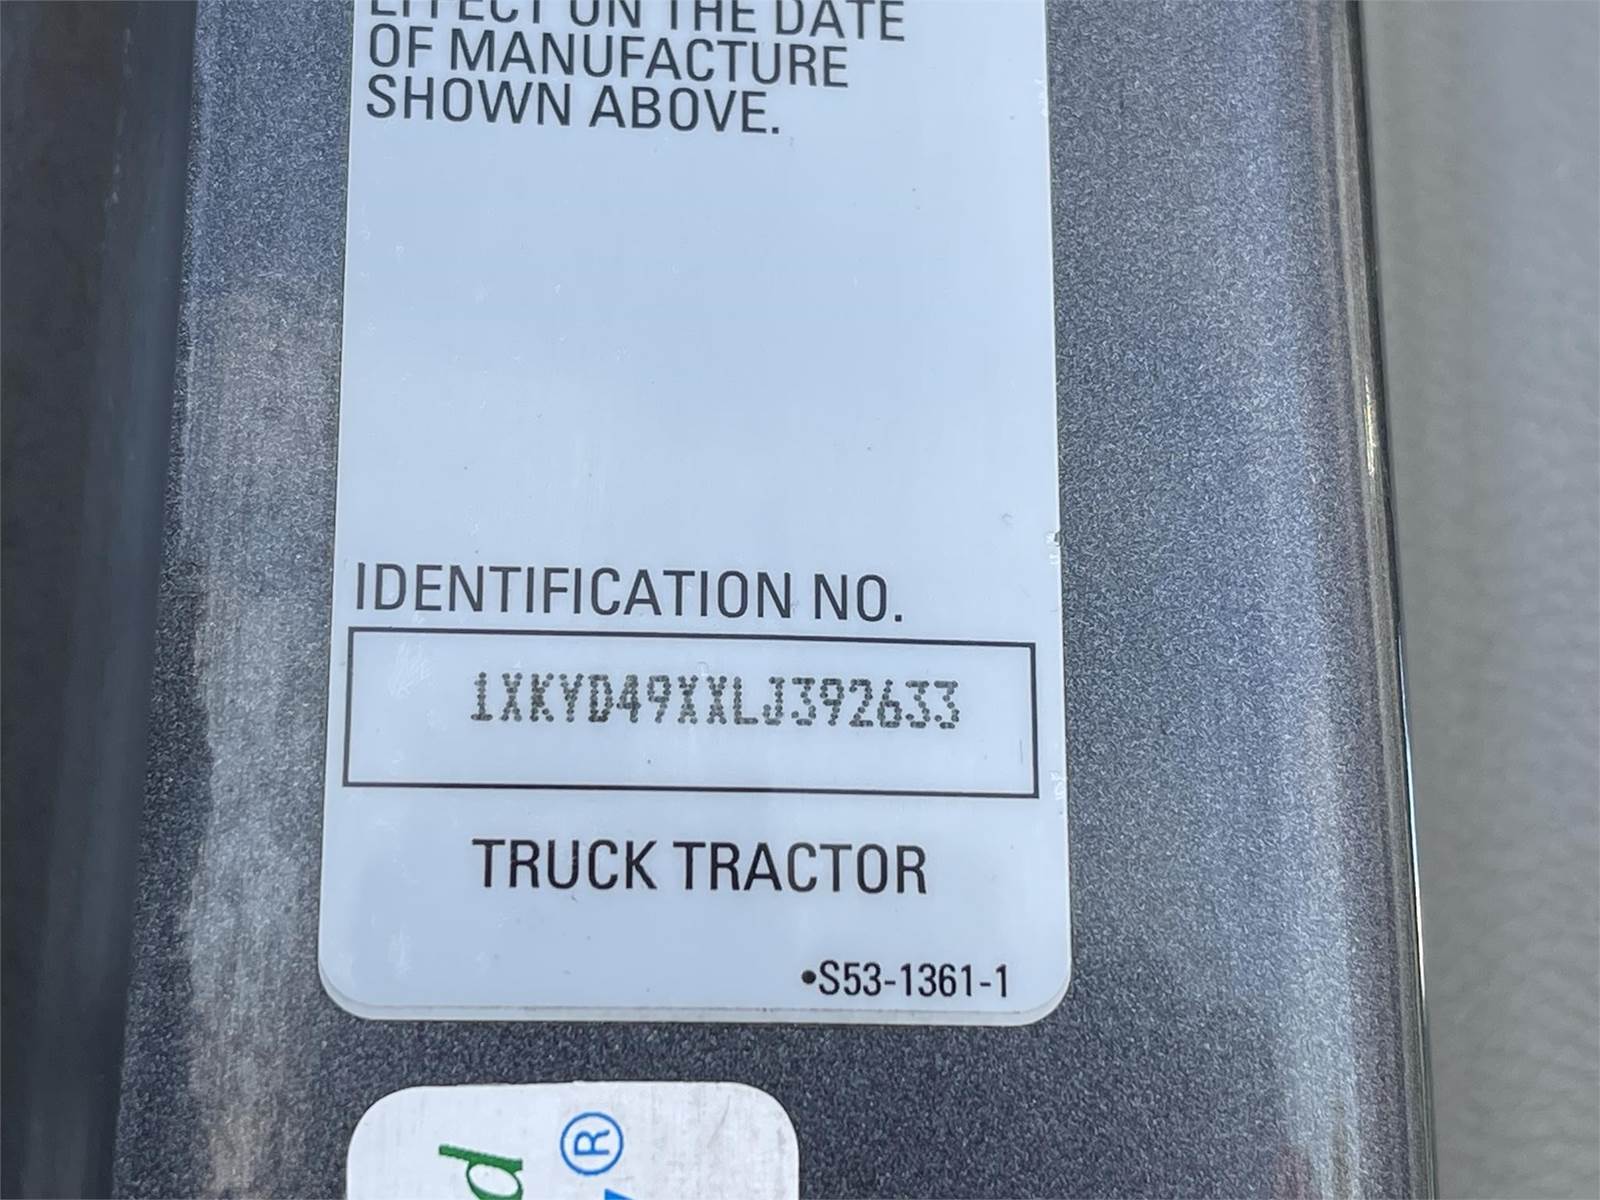 EFFECT ON THE DATE
OF MANUFACTURE
SHOWN ABOVE.
IDENTIFICATION NO.
1XKYD49XXLJ392633
TRUCK TRACTOR
•S53-1361-1
d
®